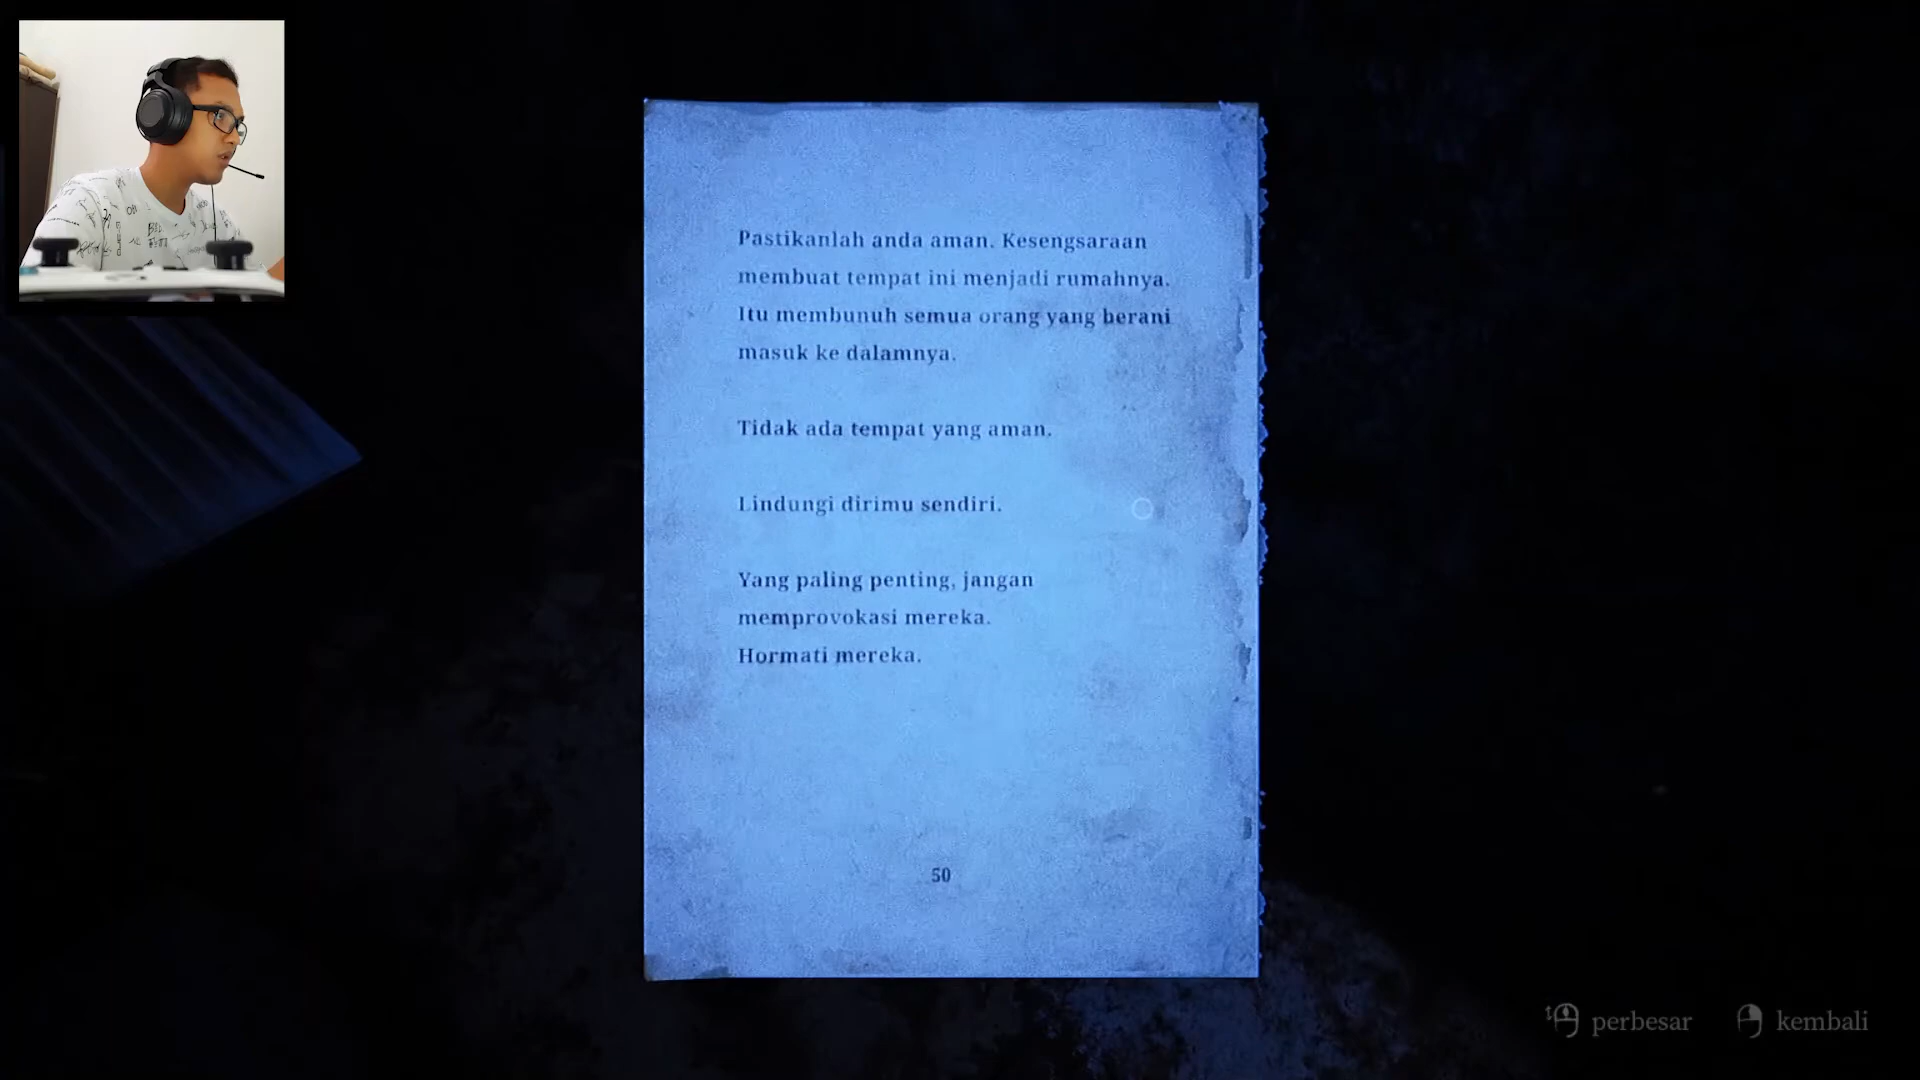 Pastikanlah anda aman. Kesengsaraan
membuat tempat ini menjadi rumahnya.
Itu membunuh semua orang yang berani
masuk ke dalamnya.
Tidak ada tempat yang aman.
Lindungi dirimu sendiri.
Yang paling penting, jangan
memprovokasi mereka.
Hormati mereka.
50
perbesar
kembali